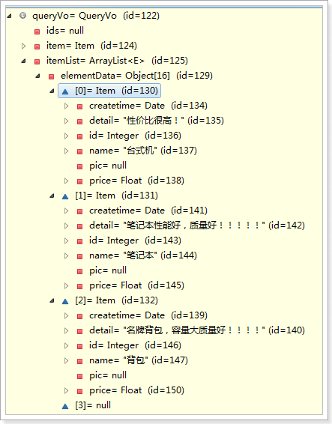 queryVo= QueryVo (id=122)
ids= null
item= Item (id=124)
itemList= ArrayList<E> (id=125)
elementData= Object[16] (id=129)
[0]= Item (id=130)
createtime= Date (id=134)
detail= "性价比很高！" (id=135)
id= Integer (id=136)
name= "台式机" (id=137)
pic= null
price= Float (id=138)
[1]= Item (id=131)
createtime= Date (id=141)
detail= "笔记本性能好，质量好！！！！！" (id=142)
id= Integer (id=143)
name= "笔记本" (id=144)
pic= null
price= Float (id=145)
[2]= Item (id=132)
createtime= Date (id=139)
detail= "名牌背包，容量大质量好！！！！" (id=140)
id= Integer (id=146)
name= "背包" (id=147)
pic= null
price= Float (id=150)
[3]= null